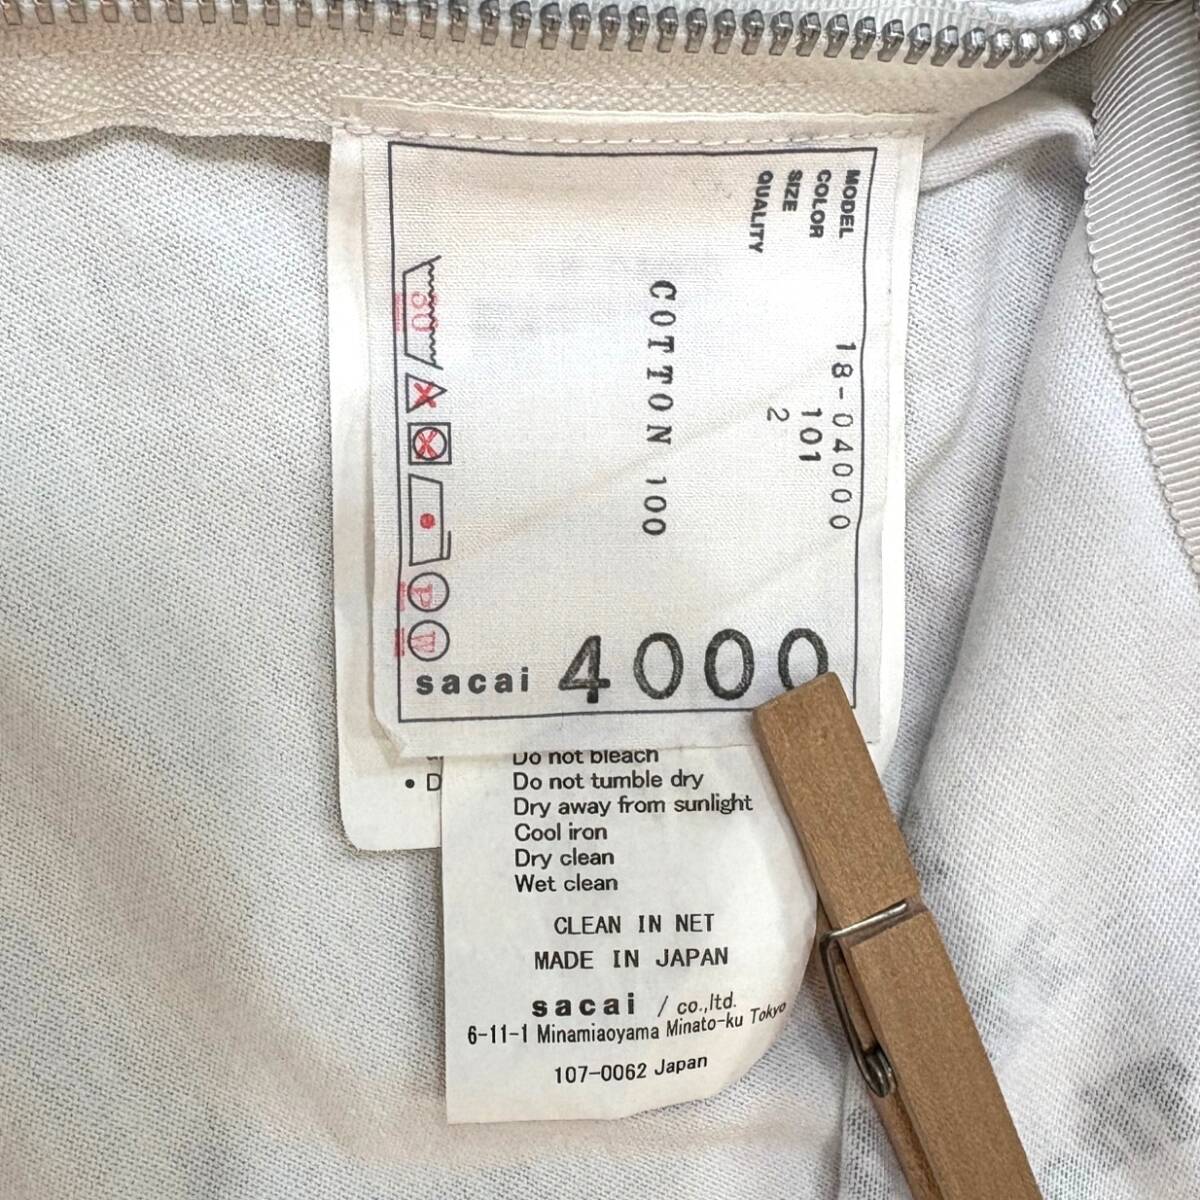 MODEL 18-04000
COLOR 101
SIZE 2
QUALITY
COTTON 100
30
P
W
sacai 4000
• D
Do not bleach
Do not tumble dry
Dry away from sunlight
Cool iron
Dry clean
Wet clean
CLEAN IN NET
MADE IN JAPAN
sacai / co.,ltd.
6-11-1 Minamiaoyama Minato-ku Tokyo
107-0062 Japan